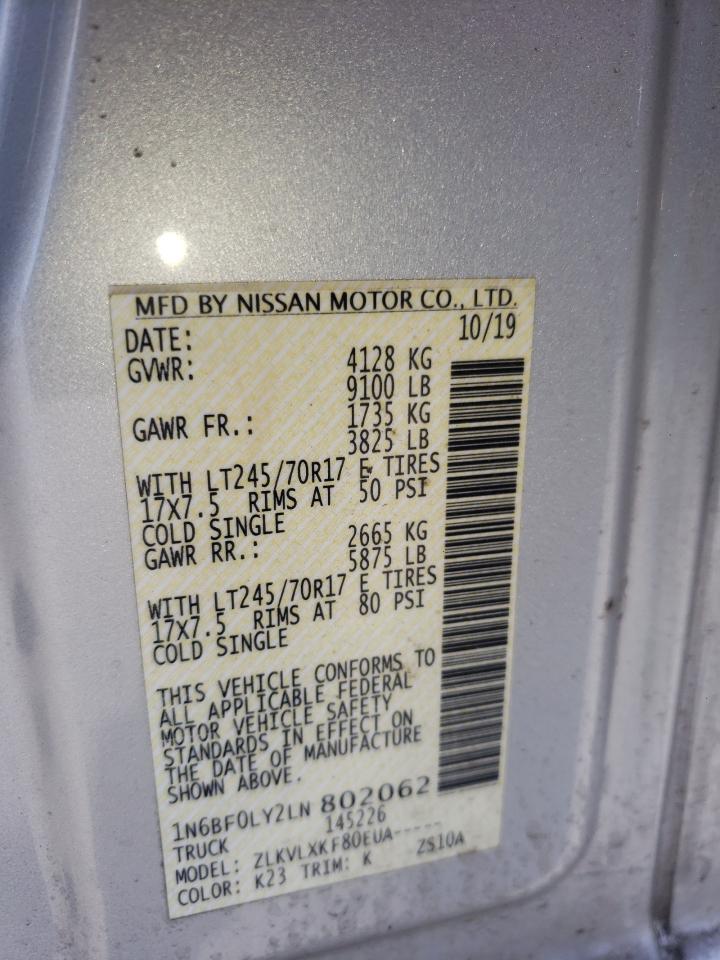 MFD BY NISSAN MOTOR CO., LTD.
DATE: 10/19
GVWR: 4128 KG
9100 LB
GAWR FR.: 1735 KG
3825 LB
WITH LT245/70R17 E TIRES
17X7.5 RIMS AT 50 PSI
COLD SINGLE
GAWR RR.: 2665 KG
5875 LB
WITH LT245/70R17 E TIRES
17X7.5 RIMS AT 80 PSI
COLD SINGLE
THIS VEHICLE CONFORMS TO
ALL APPLICABLE FEDERAL
MOTOR VEHICLE SAFETY
STANDARDS IN EFFECT ON
THE DATE OF MANUFACTURE
SHOWN ABOVE.
1N6BF0LY2LN 802062
TRUCK 145226
MODEL: ZLKVLXKF80EUA-----
COLOR: K23 TRIM: K ZS10A